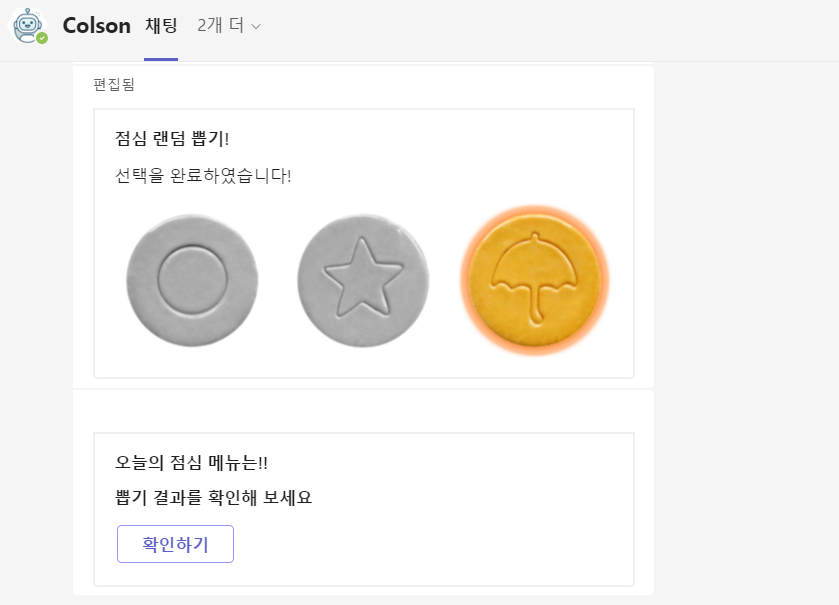 Colson 채팅 2개 더
편집됨
점심 랜덤 뽑기!
선택을 완료하였습니다!
오늘의 점심 메뉴는!!
뽑기 결과를 확인해 보세요
확인하기